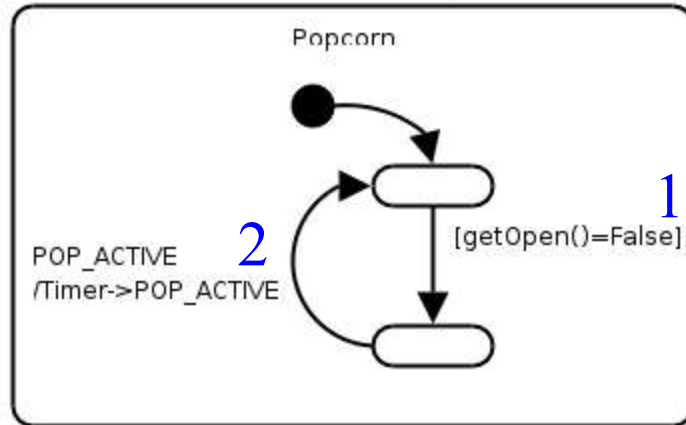 Popcorn
1
[getOpen()=False]
2
POP_ACTIVE
/Timer->POP_ACTIVE